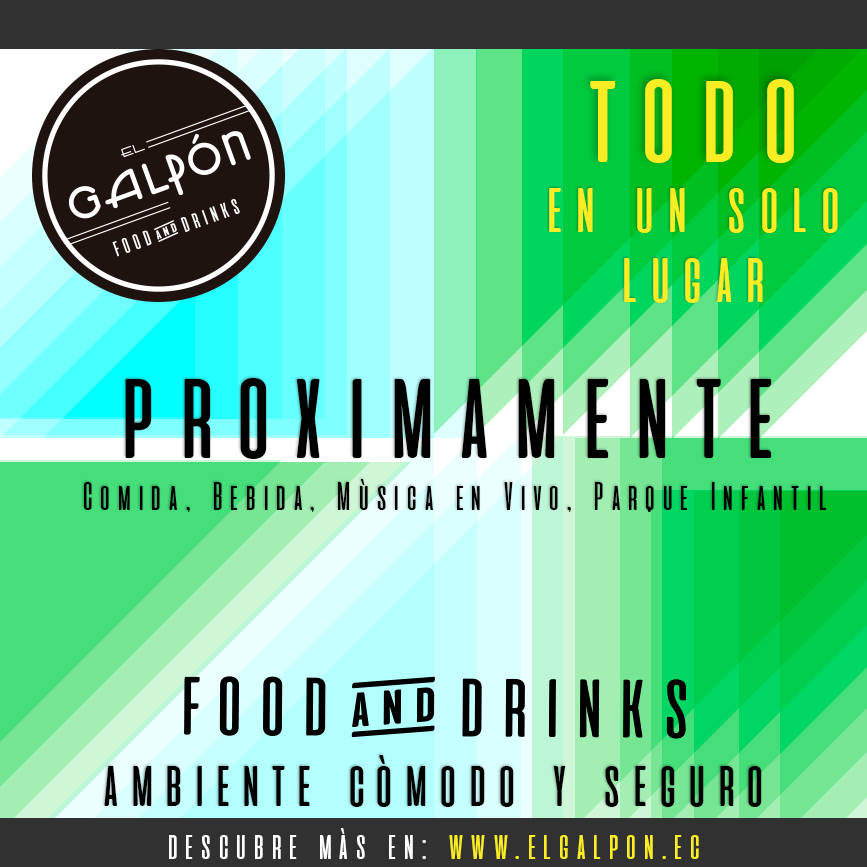 EL
GALPÓN
FOOD AND DRINKS
TODO
EN UN SOLO
LUGAR
PROXIMAMENTE
COMIDA, BEBIDA, MÙSICA EN VIVO, PARQUE INFANTIL
FOOD AND DRINKS
AMBIENTE CÒMODO Y SEGURO
DESCUBRE MÀS EN: WWW.ELGALPON.EC